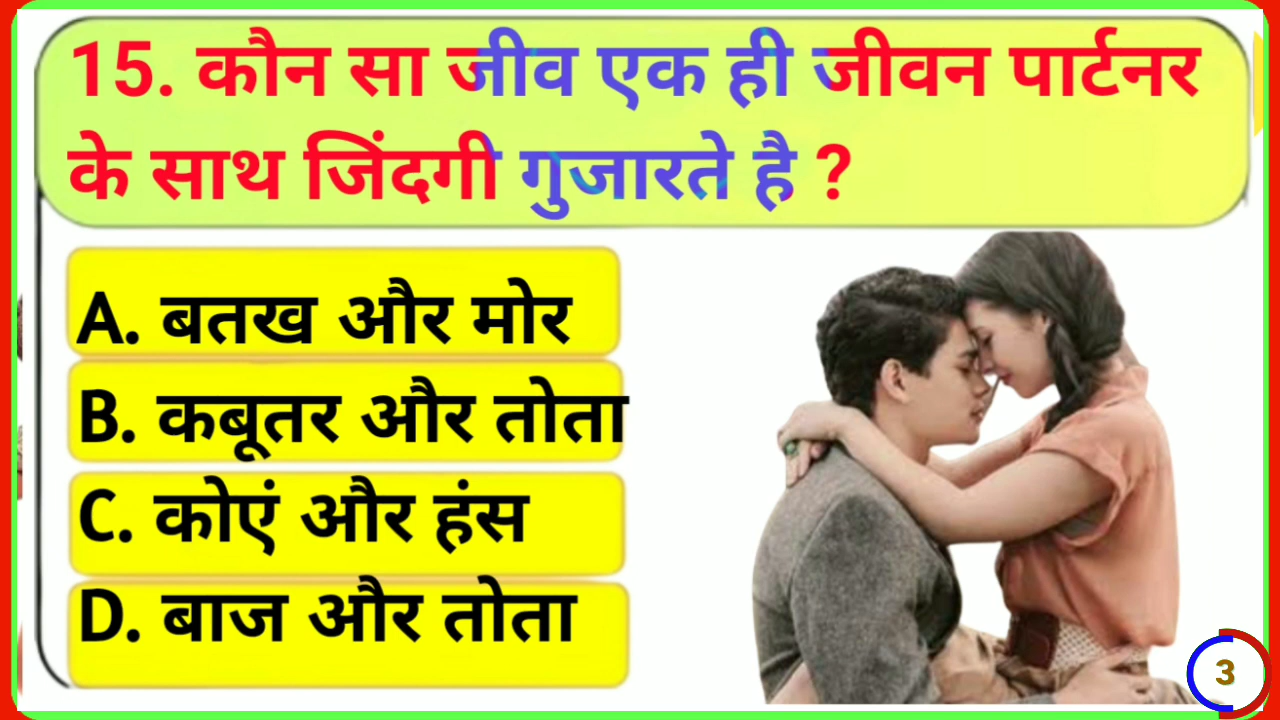 15. कौन सा जीव एक ही जीवन पार्टनर
के साथ जिंदगी गुजारते है ?
A. बतख और मोर
B. कबूतर और तोता
C. कोएं और हंस
D. बाज और तोता
3